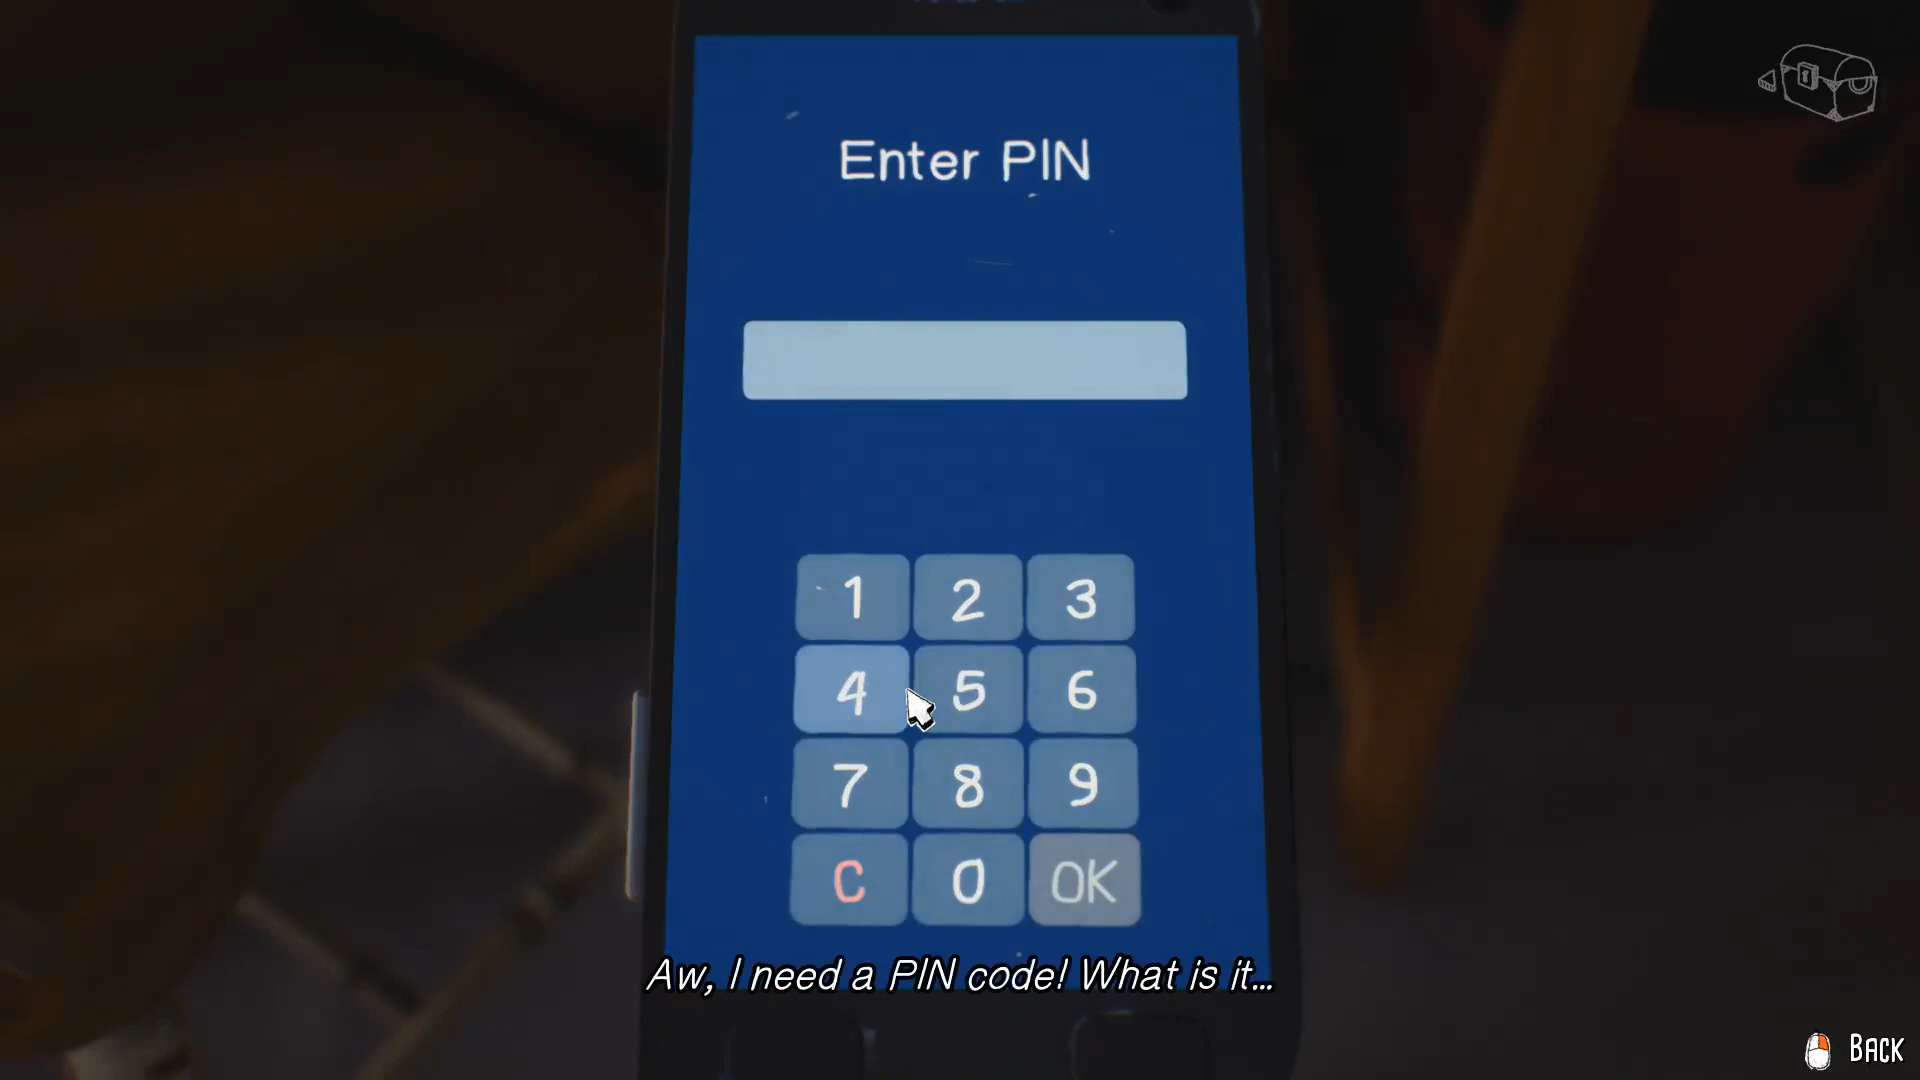 Enter PIN
1 2 3
4 5 6
7 8 9
C 0 OK
Aw, I need a PIN code! What is it...
BACK